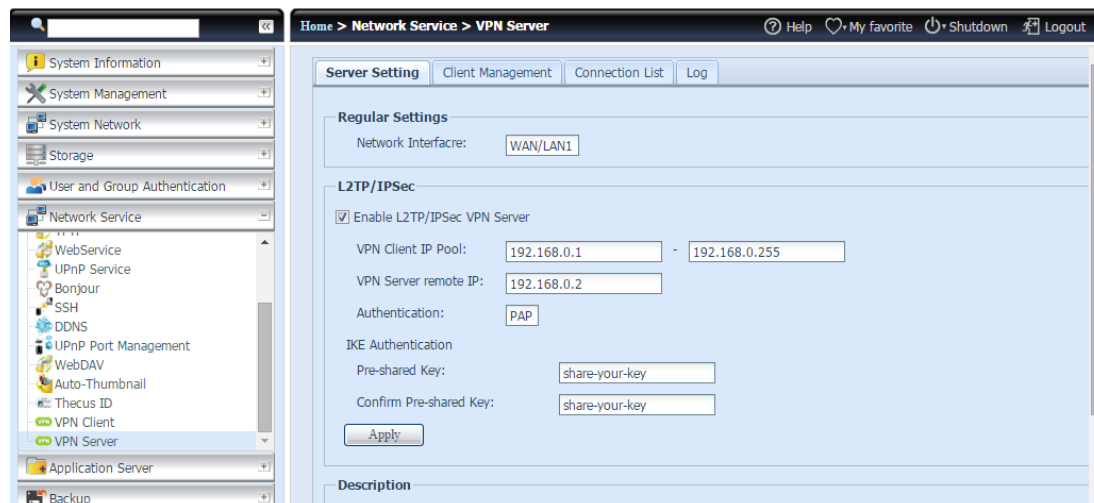 Home > Network Service > VPN Server
Help
My favorite
Shutdown
Logout
System Information
System Management
System Network
Storage
User and Group Authentication
Network Service
WebService
UPnP Service
Bonjour
SSH
DDNS
UPnP Port Management
WebDAV
Auto-Thumbnail
Thecus ID
VPN Client
VPN Server
Application Server
Backup
Server Setting
Client Management
Connection List
Log
Regular Settings
Network Interfacre: WAN/LAN1
L2TP/IPSec
Enable L2TP/IPSec VPN Server
VPN Client IP Pool: 192.168.0.1 - 192.168.0.255
VPN Server remote IP: 192.168.0.2
Authentication: PAP
IKE Authentication
Pre-shared Key: share-your-key
Confirm Pre-shared Key: share-your-key
Apply
Description